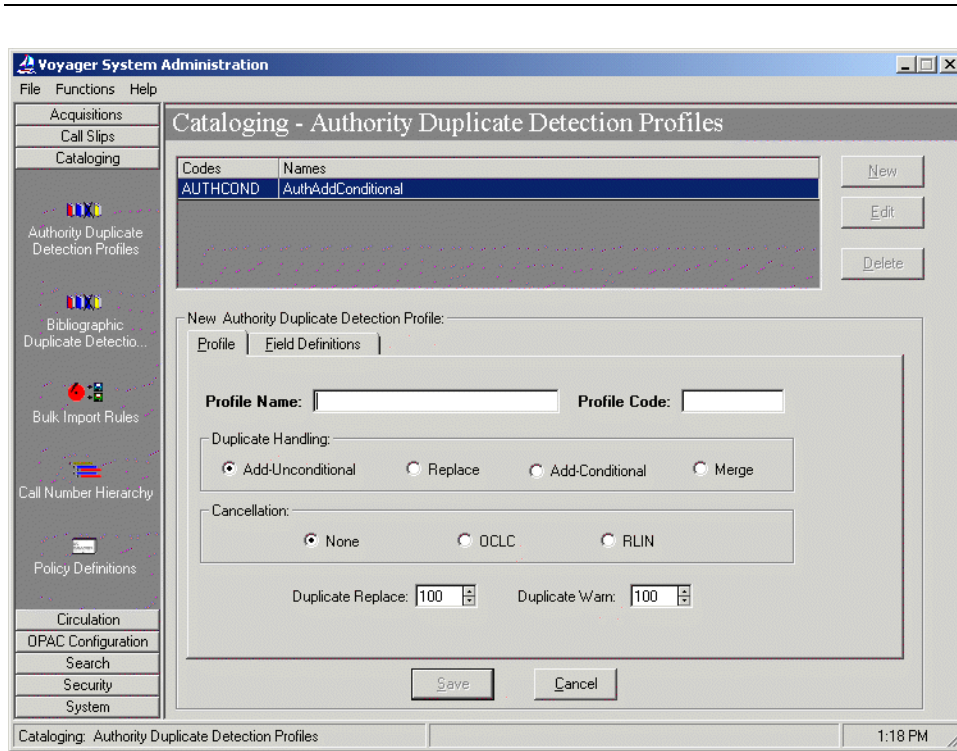 Voyager System Administration
File Functions Help
Acquisitions
Call Slips
Cataloging
Authority Duplicate
Detection Profiles
Bibliographic
Duplicate Detectio...
Bulk Import Rules
Call Number Hierarchy
Policy Definitions
Circulation
OPAC Configuration
Search
Security
System
Cataloging - Authority Duplicate Detection Profiles
Codes Names
AUTHCOND AuthAddConditional
New
Edit
Delete
New Authority Duplicate Detection Profile:
Profile Field Definitions
Profile Name: Profile Code:
Duplicate Handling:
Add-Unconditional Replace Add-Conditional Merge
Cancellation:
None OCLC RLIN
Duplicate Replace: 100 Duplicate Warn: 100
Save Cancel
Cataloging: Authority Duplicate Detection Profiles 1:18 PM